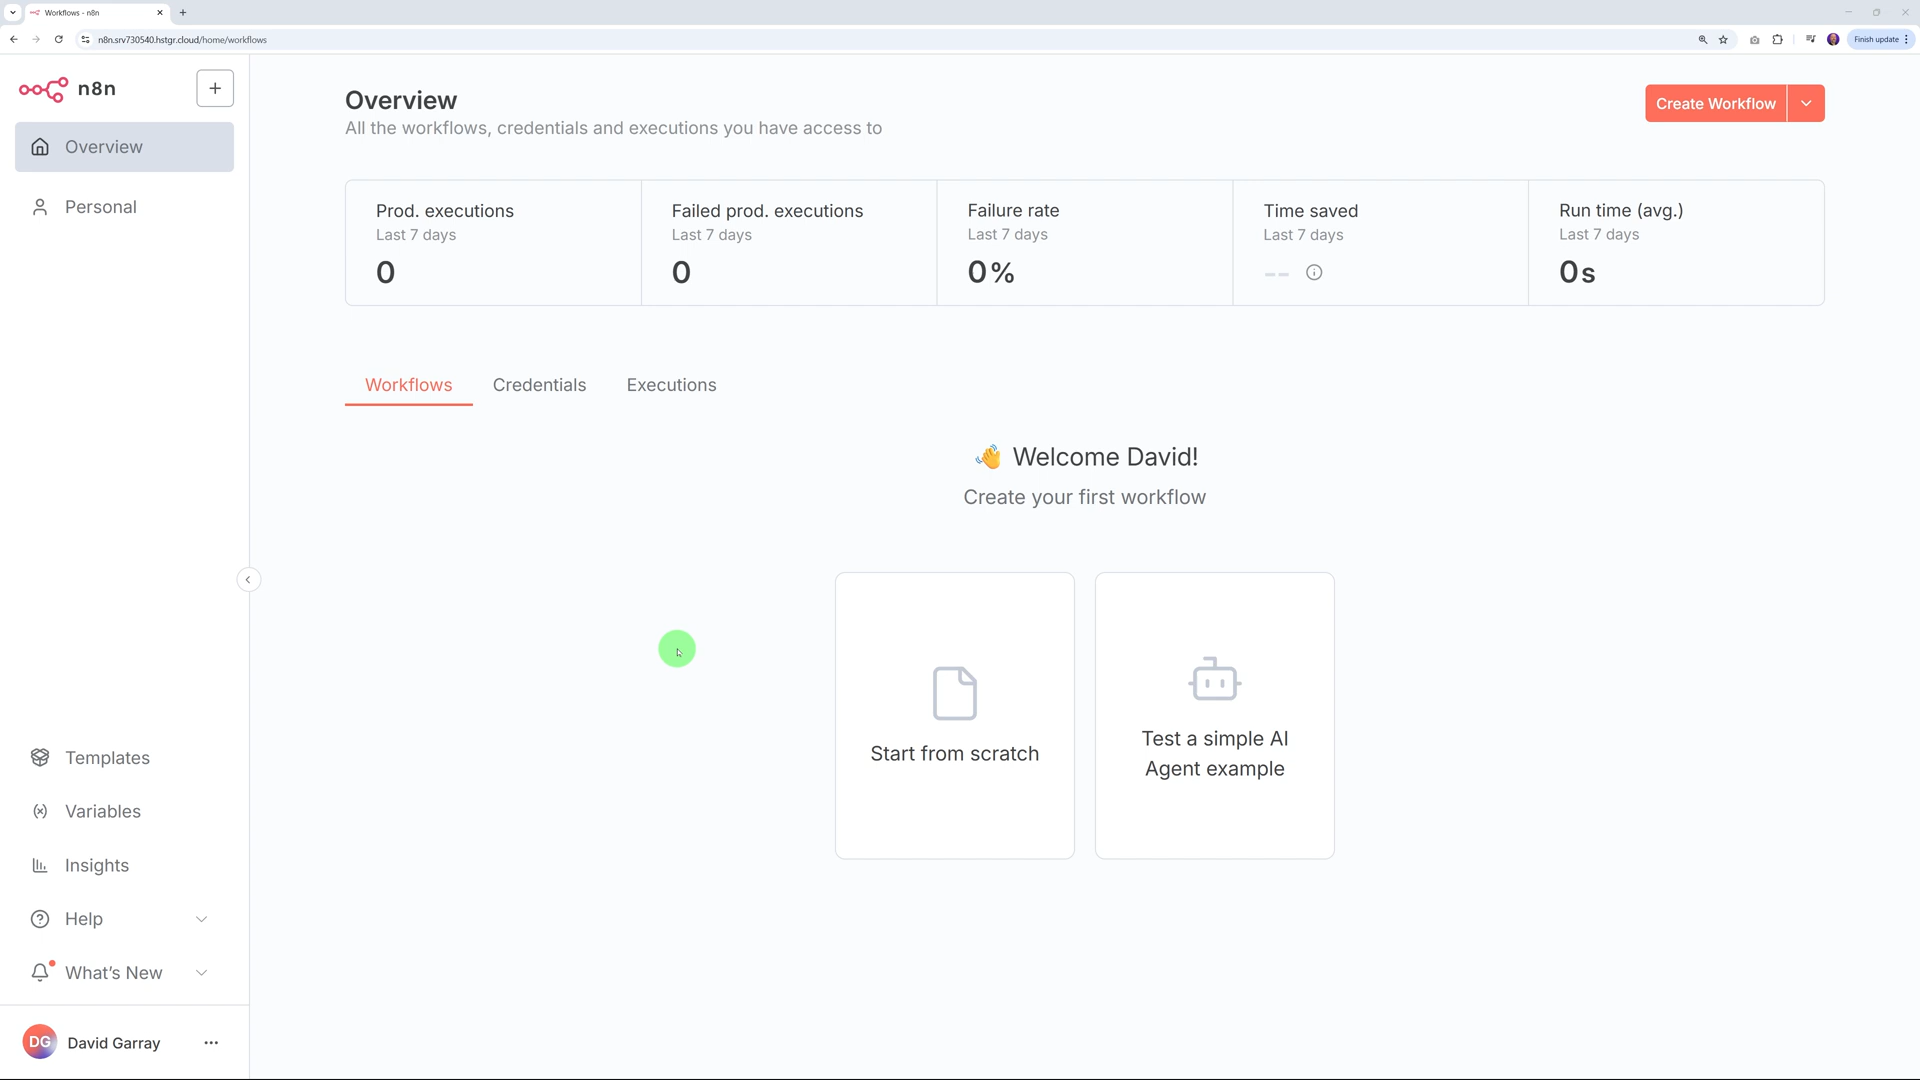 Workflows - n8n
n8n.srv730540.hstgr.cloud/home/workflows
Finish update
n8n
Overview
Personal
Templates
Variables
Insights
Help
What's New
DG
David Garray
Overview
All the workflows, credentials and executions you have access to
Create Workflow
Prod. executions
Last 7 days
0
Failed prod. executions
Last 7 days
0
Failure rate
Last 7 days
0%
Time saved
Last 7 days
--
Run time (avg.)
Last 7 days
0s
Workflows
Credentials
Executions
👋 Welcome David!
Create your first workflow
Start from scratch
Test a simple AI
Agent example